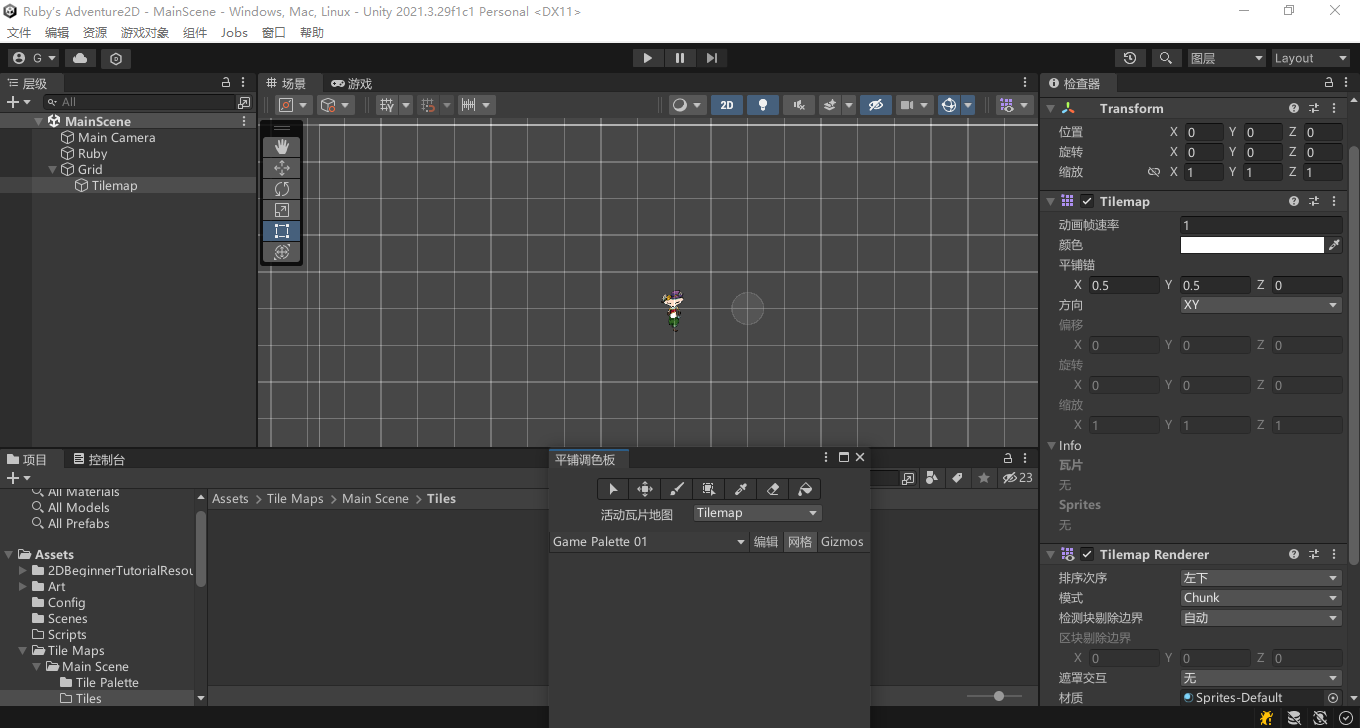 Ruby's Adventure2D - MainScene - Windows, Mac, Linux - Unity 2021.3.29f1c1 Personal <DX11>
文件 编辑 资源 游戏对象 组件 Jobs 窗口 帮助
G 图层 Layout
层级
All
MainScene
Main Camera
Ruby
Grid
Tilemap
场景 游戏
2D
检查器
Transform
位置 X 0 Y 0 Z 0
旋转 X 0 Y 0 Z 0
缩放 X 1 Y 1 Z 1
Tilemap
动画帧速率 1
颜色
平铺锚
X 0.5 Y 0.5 Z 0
方向 XY
偏移
X 0 Y 0 Z 0
旋转
X 0 Y 0 Z 0
缩放
X 1 Y 1 Z 1
Info
瓦片
无
Sprites
无
Tilemap Renderer
排序次序 左下
模式 Chunk
检测块剔除边界 自动
区块剔除边界
X 0 Y 0 Z 0
遮罩交互 无
材质 Sprites-Default
项目 控制台
23
All Materials
All Models
All Prefabs
Assets
2DBeginnerTutorialResou
Art
Config
Scenes
Scripts
Tile Maps
Main Scene
Tile Palette
Tiles
Assets > Tile Maps > Main Scene > Tiles
平铺调色板
活动瓦片地图 Tilemap
Game Palette 01 编辑 网格 Gizmos